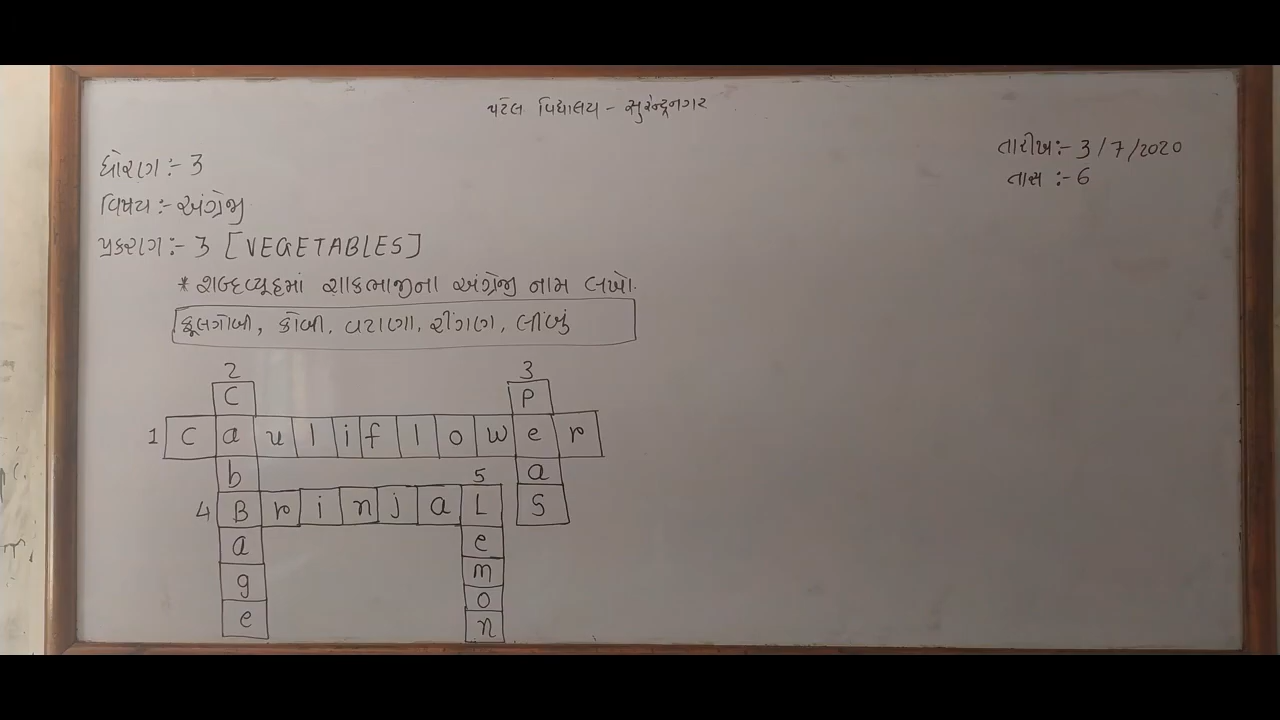 પટેલ વિદ્યાલય - સુરેન્દ્રનગર
તારીખ :- 3/7/2020
તાસ :- 6
ધોરણ :- 3
વિષય :- અંગ્રેજી
પ્રકરણ :- 3 [VEGETABLES]
* શબ્દવ્યૂહમાં શાકભાજીના અંગ્રેજી નામ લખો.
ફૂલગોબી, કોબી, વટાણા, રીંગણ, લીંબું
2 3
C P
1 C a u l i f l o w e r
b 5 a
4 B r i n j a L S
a e
g m
e o
n